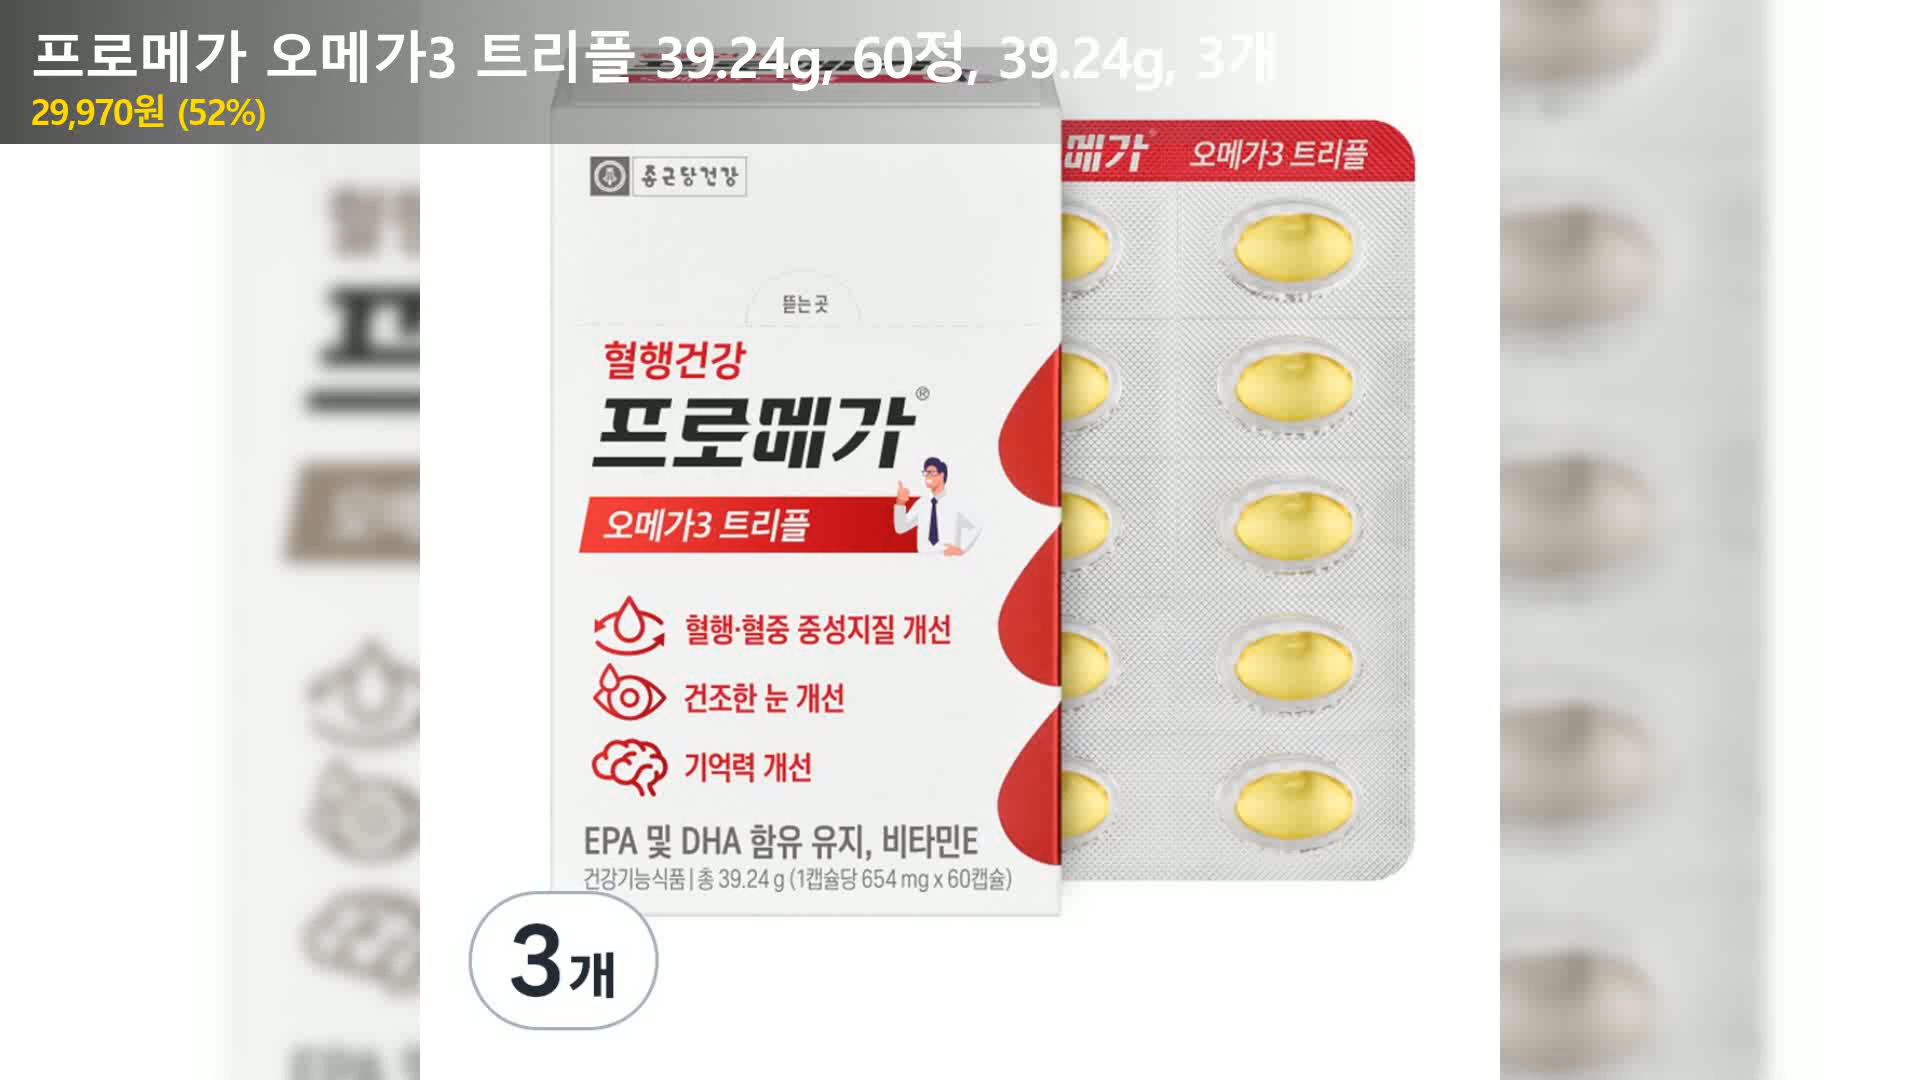 프로메가 오메가3 트리플 39.24g, 60정, 39.24g, 3개
29,970원 (52%)
종근당건강
메가
오메가3 트리플
뜯는 곳
혈행건강
프로메가®
오메가3 트리플
혈행·혈중 중성지질 개선
건조한 눈 개선
기억력 개선
EPA 및 DHA 함유 유지, 비타민E
건강기능식품 | 총 39.24 g (1캡슐당 654 mg x 60캡슐)
3개